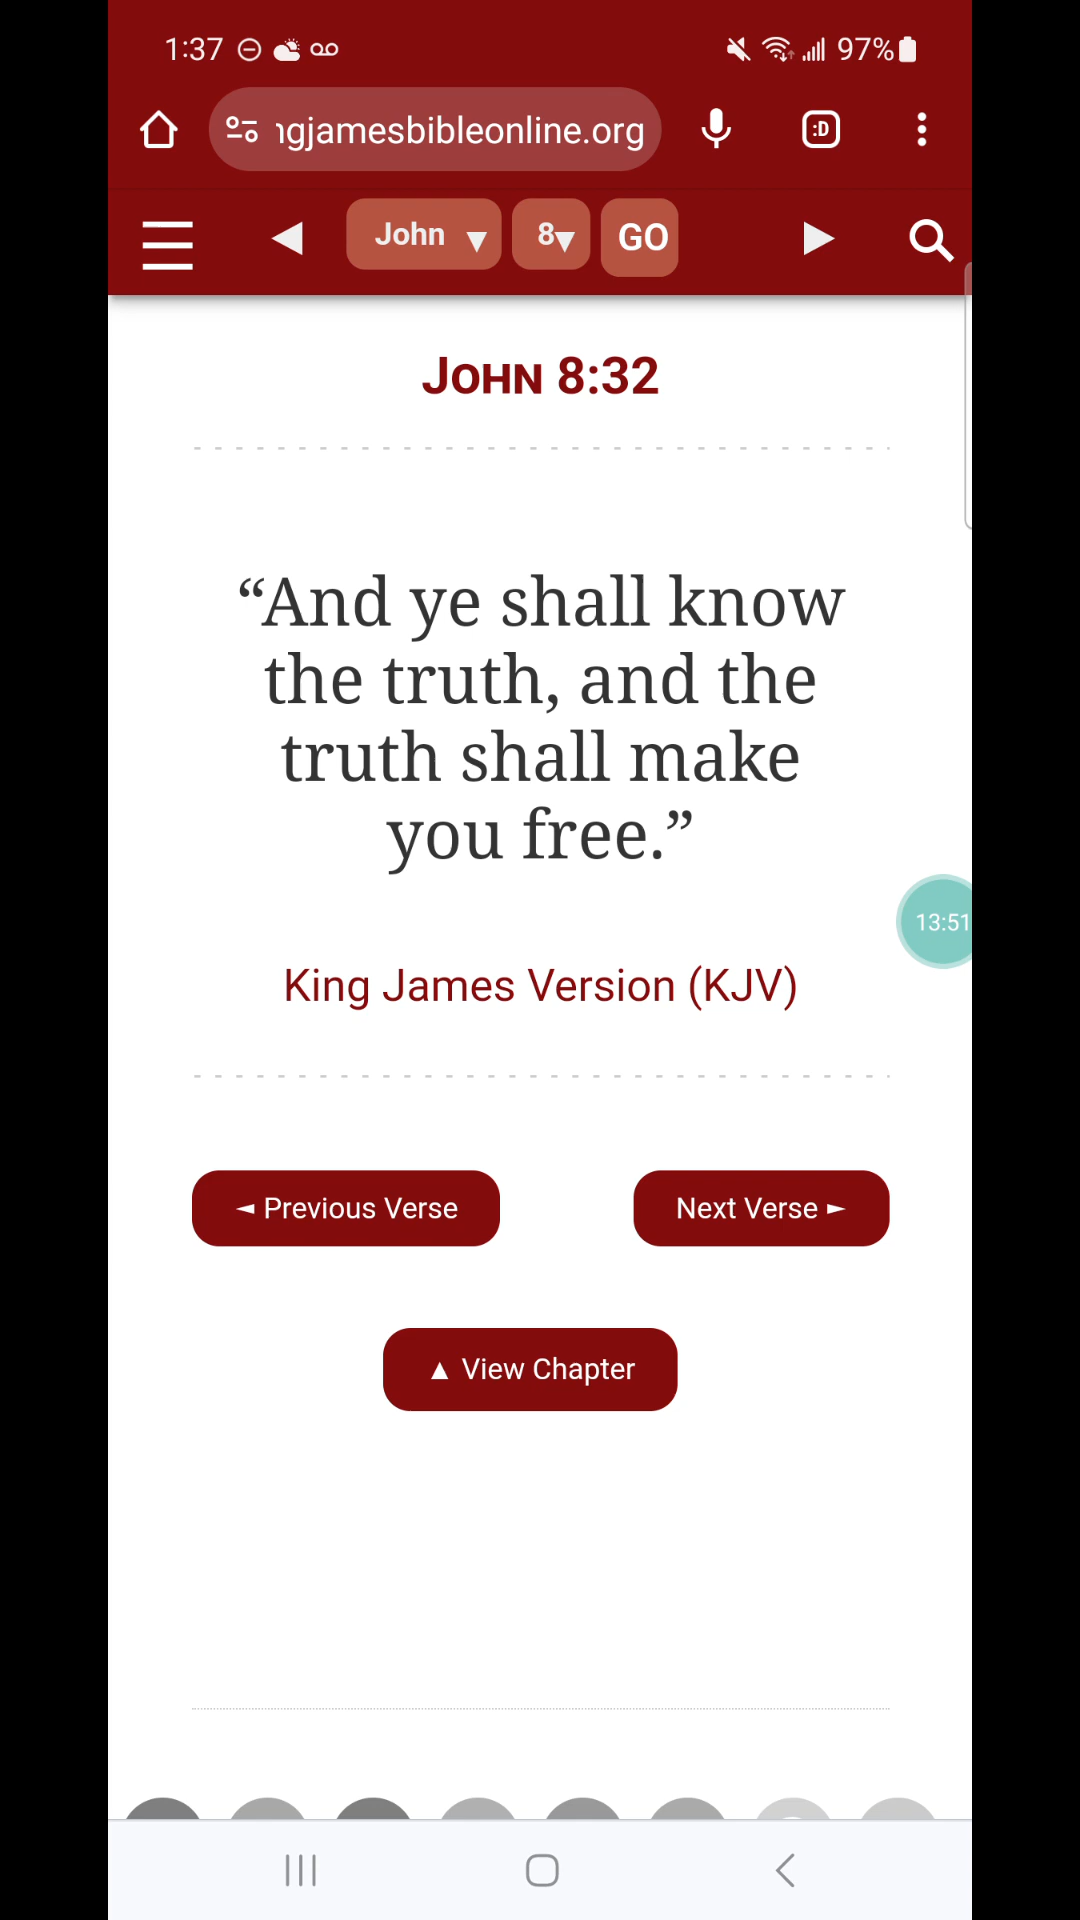 1:37 97%
ngjamesbibleonline.org :D
John ▼ 8▼ GO
JOHN 8:32
“And ye shall know
the truth, and the
truth shall make
you free.”
13:51
King James Version (KJV)
◄ Previous Verse Next Verse ►
▲ View Chapter